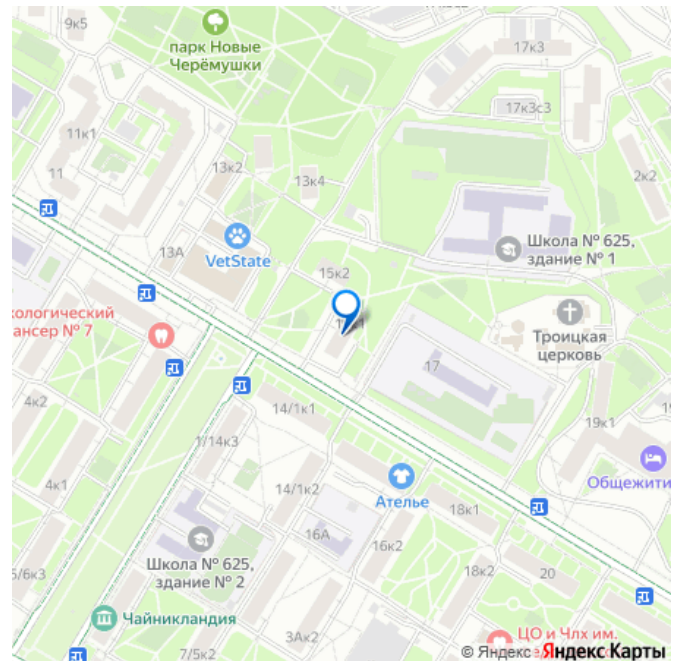 9к5
парк Новые
Черёмушки
17к3
17к3с3
11к1
11
13к2
13к4
2к2
13А
VetState
15к2
Школа № 625,
здание № 1
кологический
ансер № 7
17
Троицкая
церковь
4к2
14/1к1
19к1
1/14к3
4к1
14/1к2
Ателье
18к1
Общежити
16А
16к2
5/6к3
Школа № 625,
здание № 2
18к2
20
Чайникландия
3Ак2
7/5к2
ЦО и Члх им.
© Яндекс
Яндекс Карты